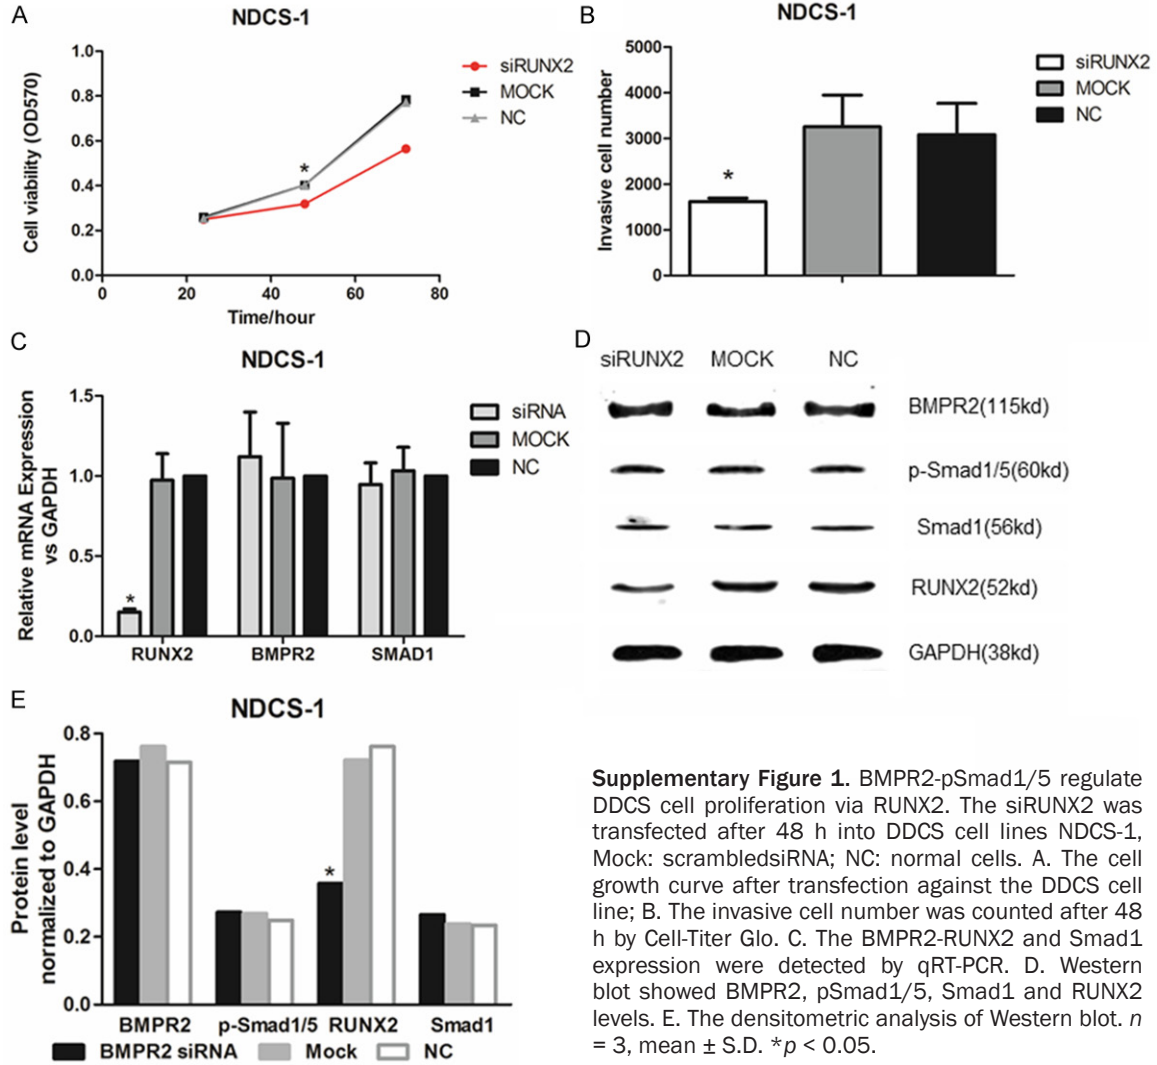 A
NDCS-1
Cell viability (OD570)
1.0
0.8
0.6
0.4
0.2
0.0
*
0 20 40 60 80
Time/hour
siRUNX2
MOCK
NC
B
NDCS-1
Invasive cell number
5000
4000
3000
2000
1000
0
*
siRUNX2
MOCK
NC
C
NDCS-1
Relative mRNA Expression
vs GAPDH
1.5
1.0
0.5
0.0
*
RUNX2 BMPR2 SMAD1
siRNA
MOCK
NC
D
siRUNX2 MOCK NC
BMPR2(115kd)
p-Smad1/5(60kd)
Smad1(56kd)
RUNX2(52kd)
GAPDH(38kd)
E
NDCS-1
Protein level
normalized to GAPDH
0.8
0.6
0.4
0.2
0.0
*
BMPR2 p-Smad1/5 RUNX2 Smad1
BMPR2 siRNA Mock NC
Supplementary Figure 1. BMPR2-pSmad1/5 regulate
DDCS cell proliferation via RUNX2. The siRUNX2 was
transfected after 48 h into DDCS cell lines NDCS-1,
Mock: scrambledsiRNA; NC: normal cells. A. The cell
growth curve after transfection against the DDCS cell
line; B. The invasive cell number was counted after 48
h by Cell-Titer Glo. C. The BMPR2-RUNX2 and Smad1
expression were detected by qRT-PCR. D. Western
blot showed BMPR2, pSmad1/5, Smad1 and RUNX2
levels. E. The densitometric analysis of Western blot. n
= 3, mean ± S.D. *p < 0.05.